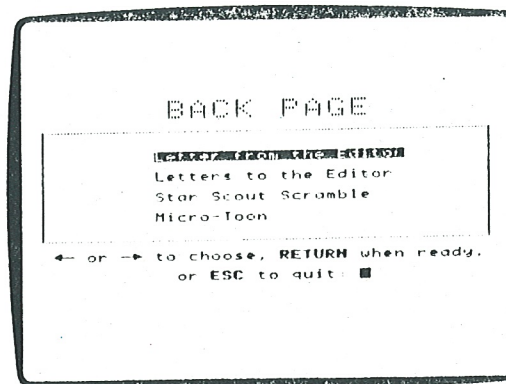 BACK PAGE
Letter from the Editor
Letters to the Editor
Star Scout Scramble
Micro-Toon
← or → to choose, RETURN when ready,
or ESC to quit: